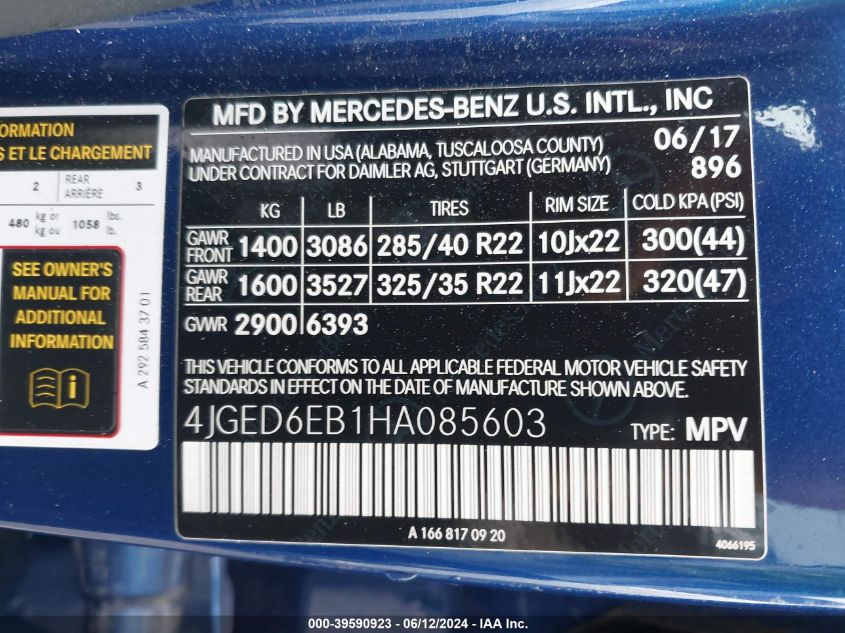 ORMATION
S ET LE CHARGEMENT
2 REAR ARRIÈRE 3
480 kg or kg ou 1058 lbs. lb.
SEE OWNER'S
MANUAL FOR
ADDITIONAL
INFORMATION
A 292 584 37 01
MFD BY MERCEDES-BENZ U.S. INTL., INC
MANUFACTURED IN USA (ALABAMA, TUSCALOOSA COUNTY) 06/17
UNDER CONTRACT FOR DAIMLER AG, STUTTGART (GERMANY) 896
KG LB TIRES RIM SIZE COLD KPA (PSI)
GAWR FRONT 1400 3086 285/40 R22 10Jx22 300(44)
GAWR REAR 1600 3527 325/35 R22 11Jx22 320(47)
GVWR 2900 6393
THIS VEHICLE CONFORMS TO ALL APPLICABLE FEDERAL MOTOR VEHICLE SAFETY
STANDARDS IN EFFECT ON THE DATE OF MANUFACTURE SHOWN ABOVE.
4JGED6EB1HA085603 TYPE: MPV
A 166 817 09 20
4066195
000-39590923 - 06/12/2024 - IAA Inc.